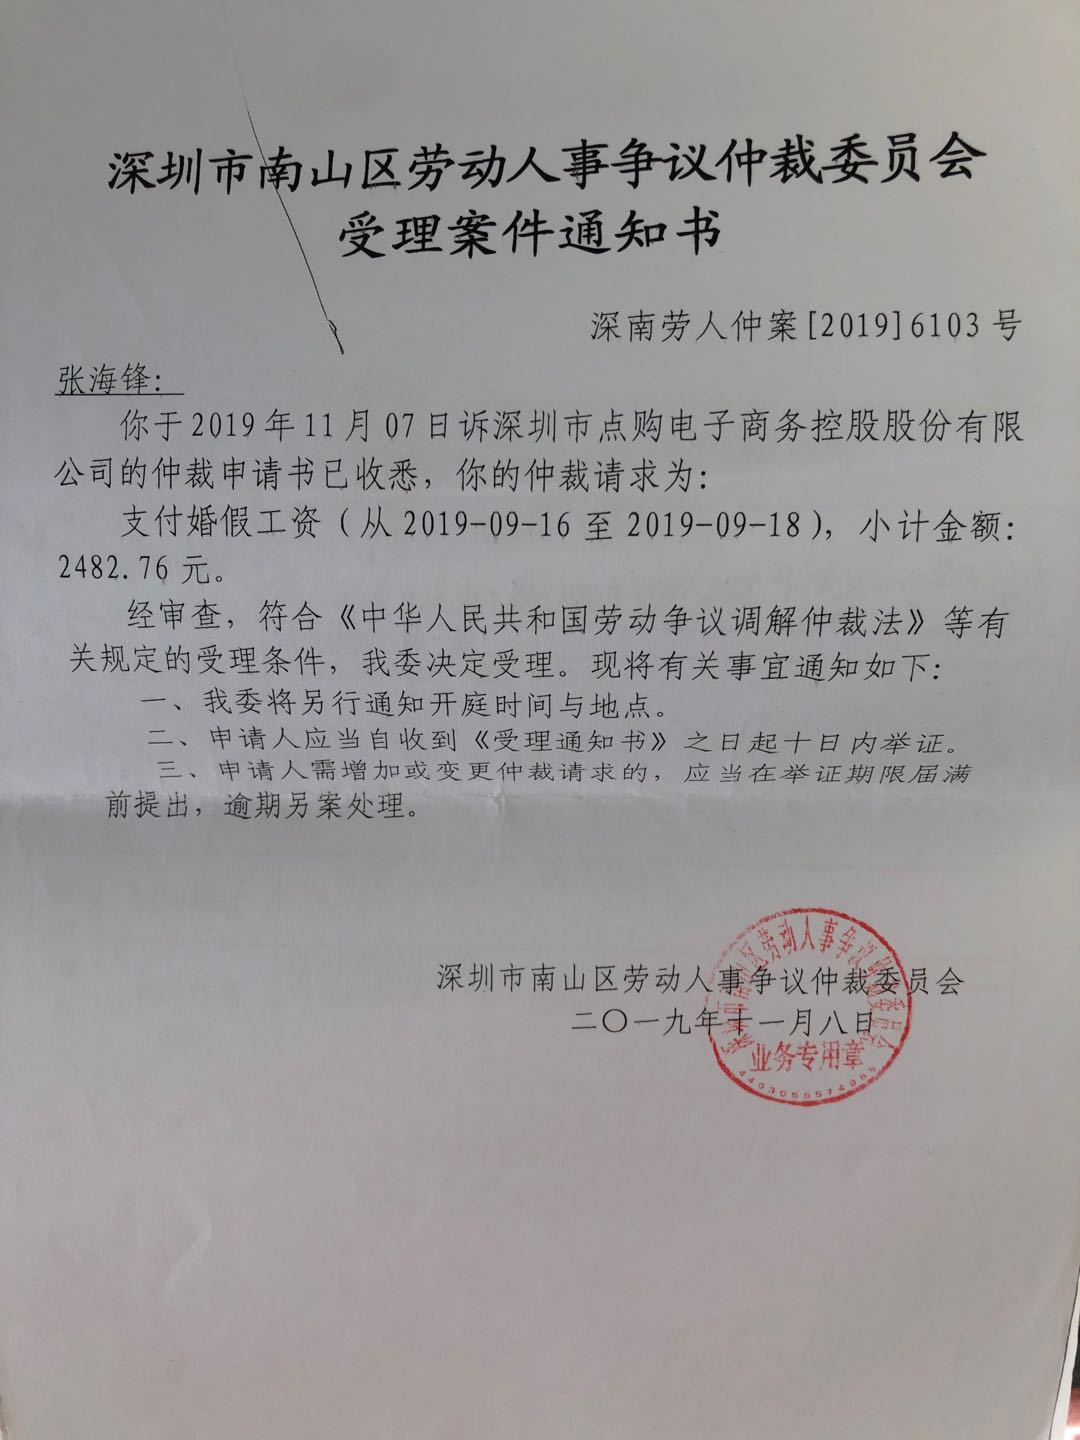 深圳市南山区劳动人事争议仲裁委员会
受理案件通知书
深南劳人仲案[2019]6103号
张海锋：
你于2019年11月07日诉深圳市点购电子商务控股股份有限
公司的仲裁申请书已收悉，你的仲裁请求为：
支付婚假工资（从2019-09-16至2019-09-18），小计金额：
2482.76元。
经审查，符合《中华人民共和国劳动争议调解仲裁法》等有
关规定的受理条件，我委决定受理。现将有关事宜通知如下：
一、我委将另行通知开庭时间与地点。
二、申请人应当自收到《受理通知书》之日起十日内举证。
三、申请人需增加或变更仲裁请求的，应当在举证期限届满
前提出，逾期另案处理。
深圳市南山区劳动人事争议仲裁委员会
二〇一九年十一月八日
深圳市南山区劳动人事争议仲裁委员会
业务专用章